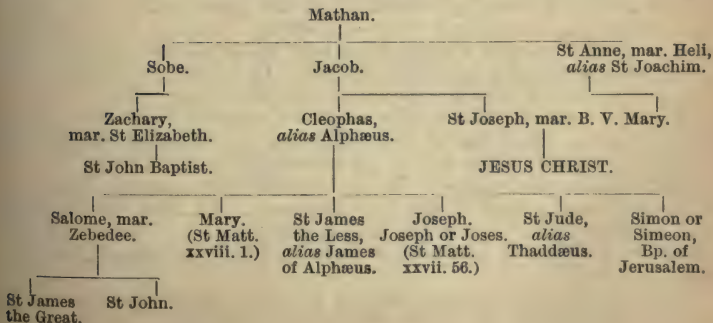 Mathan.
St Anne, mar. Heli,
Sobe.
Jacob.
alias St Joachim.
Zachary,
mar. St Elizabeth.
Cleophas,
alias Alphæus.
St Joseph, mar. B. V. Mary.
St John Baptist.
JESUS CHRIST.
Salome, mar.
Zebedee.
Mary.
(St Matt.
xxviii. 1.)
St James
the Less,
alias James
of Alphæus.
Joseph.
Joseph or Joses.
(St Matt.
xxvii. 56.)
St Jude,
alias
Thaddæus.
Simon or
Simeon,
Bp. of
Jerusalem.
St James
the Great.
St John.